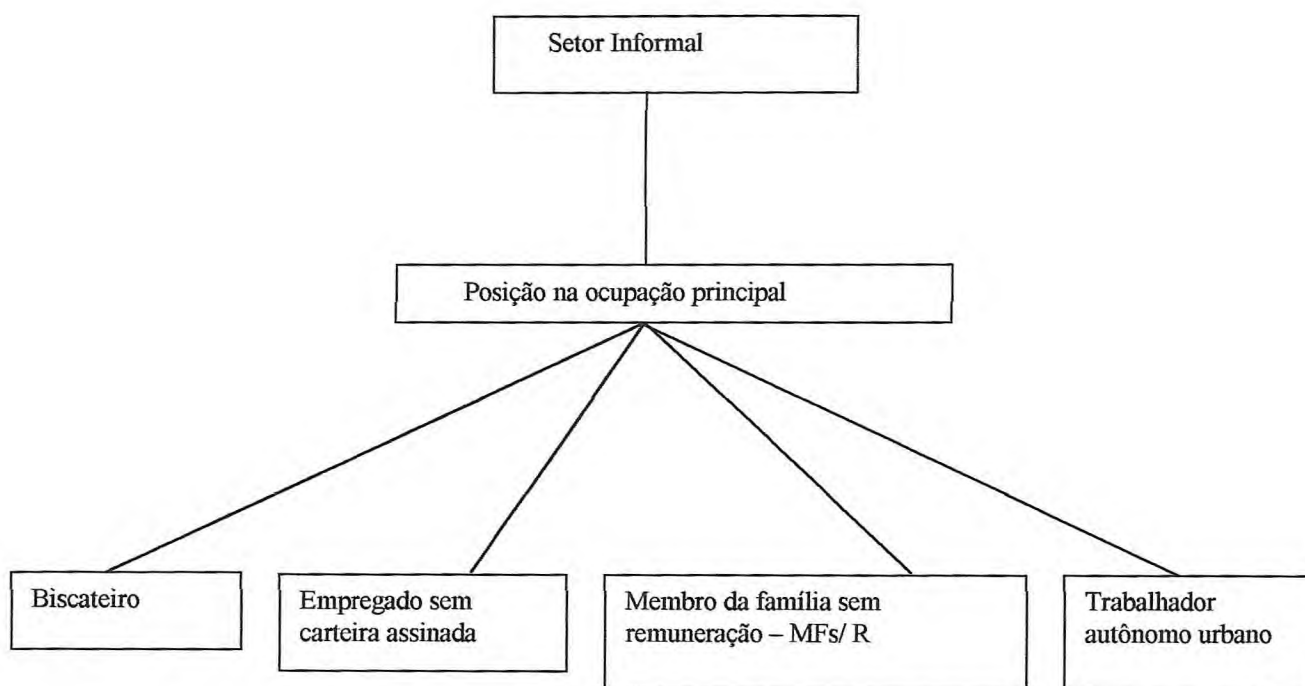 Setor Informal
Posição na ocupação principal
Biscateiro
Empregado sem
carteira assinada
Membro da família sem
remuneração – MFs/ R
Trabalhador
autônomo urbano